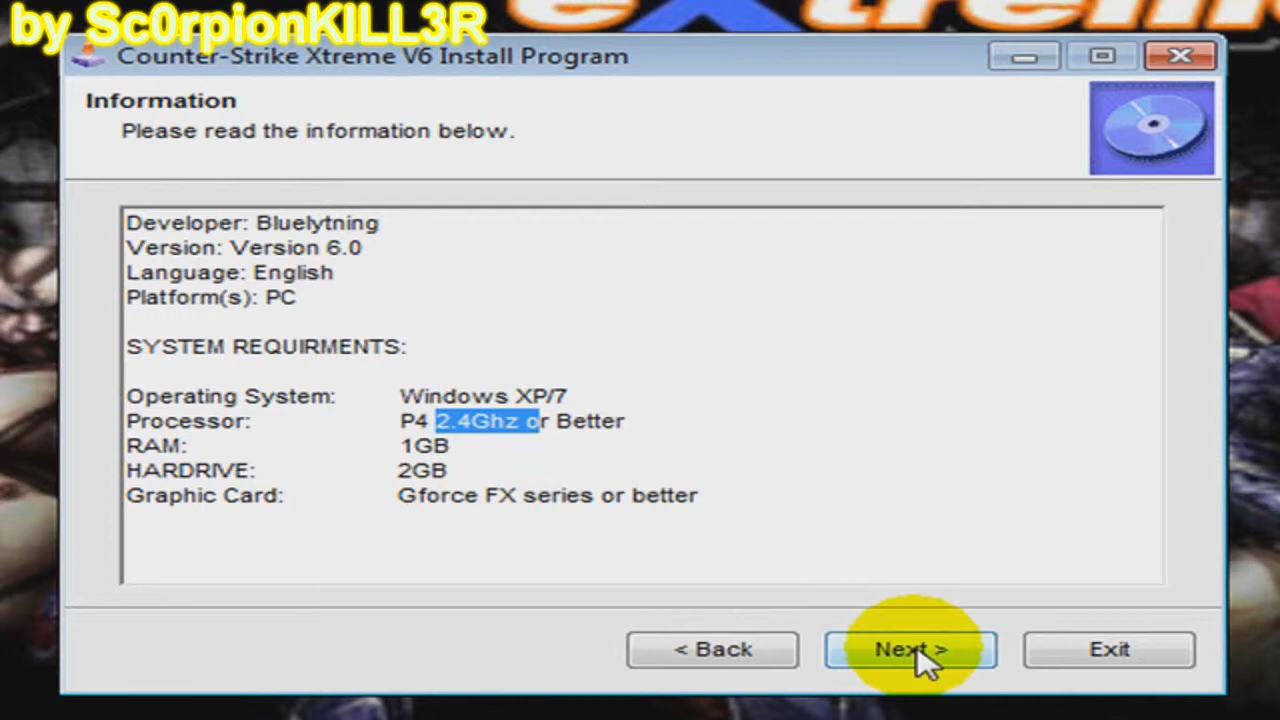 extreme
by Sc0rpionKILL3R
Counter-Strike Xtreme V6 Install Program
Information
Please read the information below.
Developer: Bluelytning
Version: Version 6.0
Language: English
Platform(s): PC
SYSTEM REQUIRMENTS:
Operating System: Windows XP/7
Processor: P4 2.4Ghz or Better
RAM: 1GB
HARDRIVE: 2GB
Graphic Card: Gforce FX series or better
< Back Next > Exit